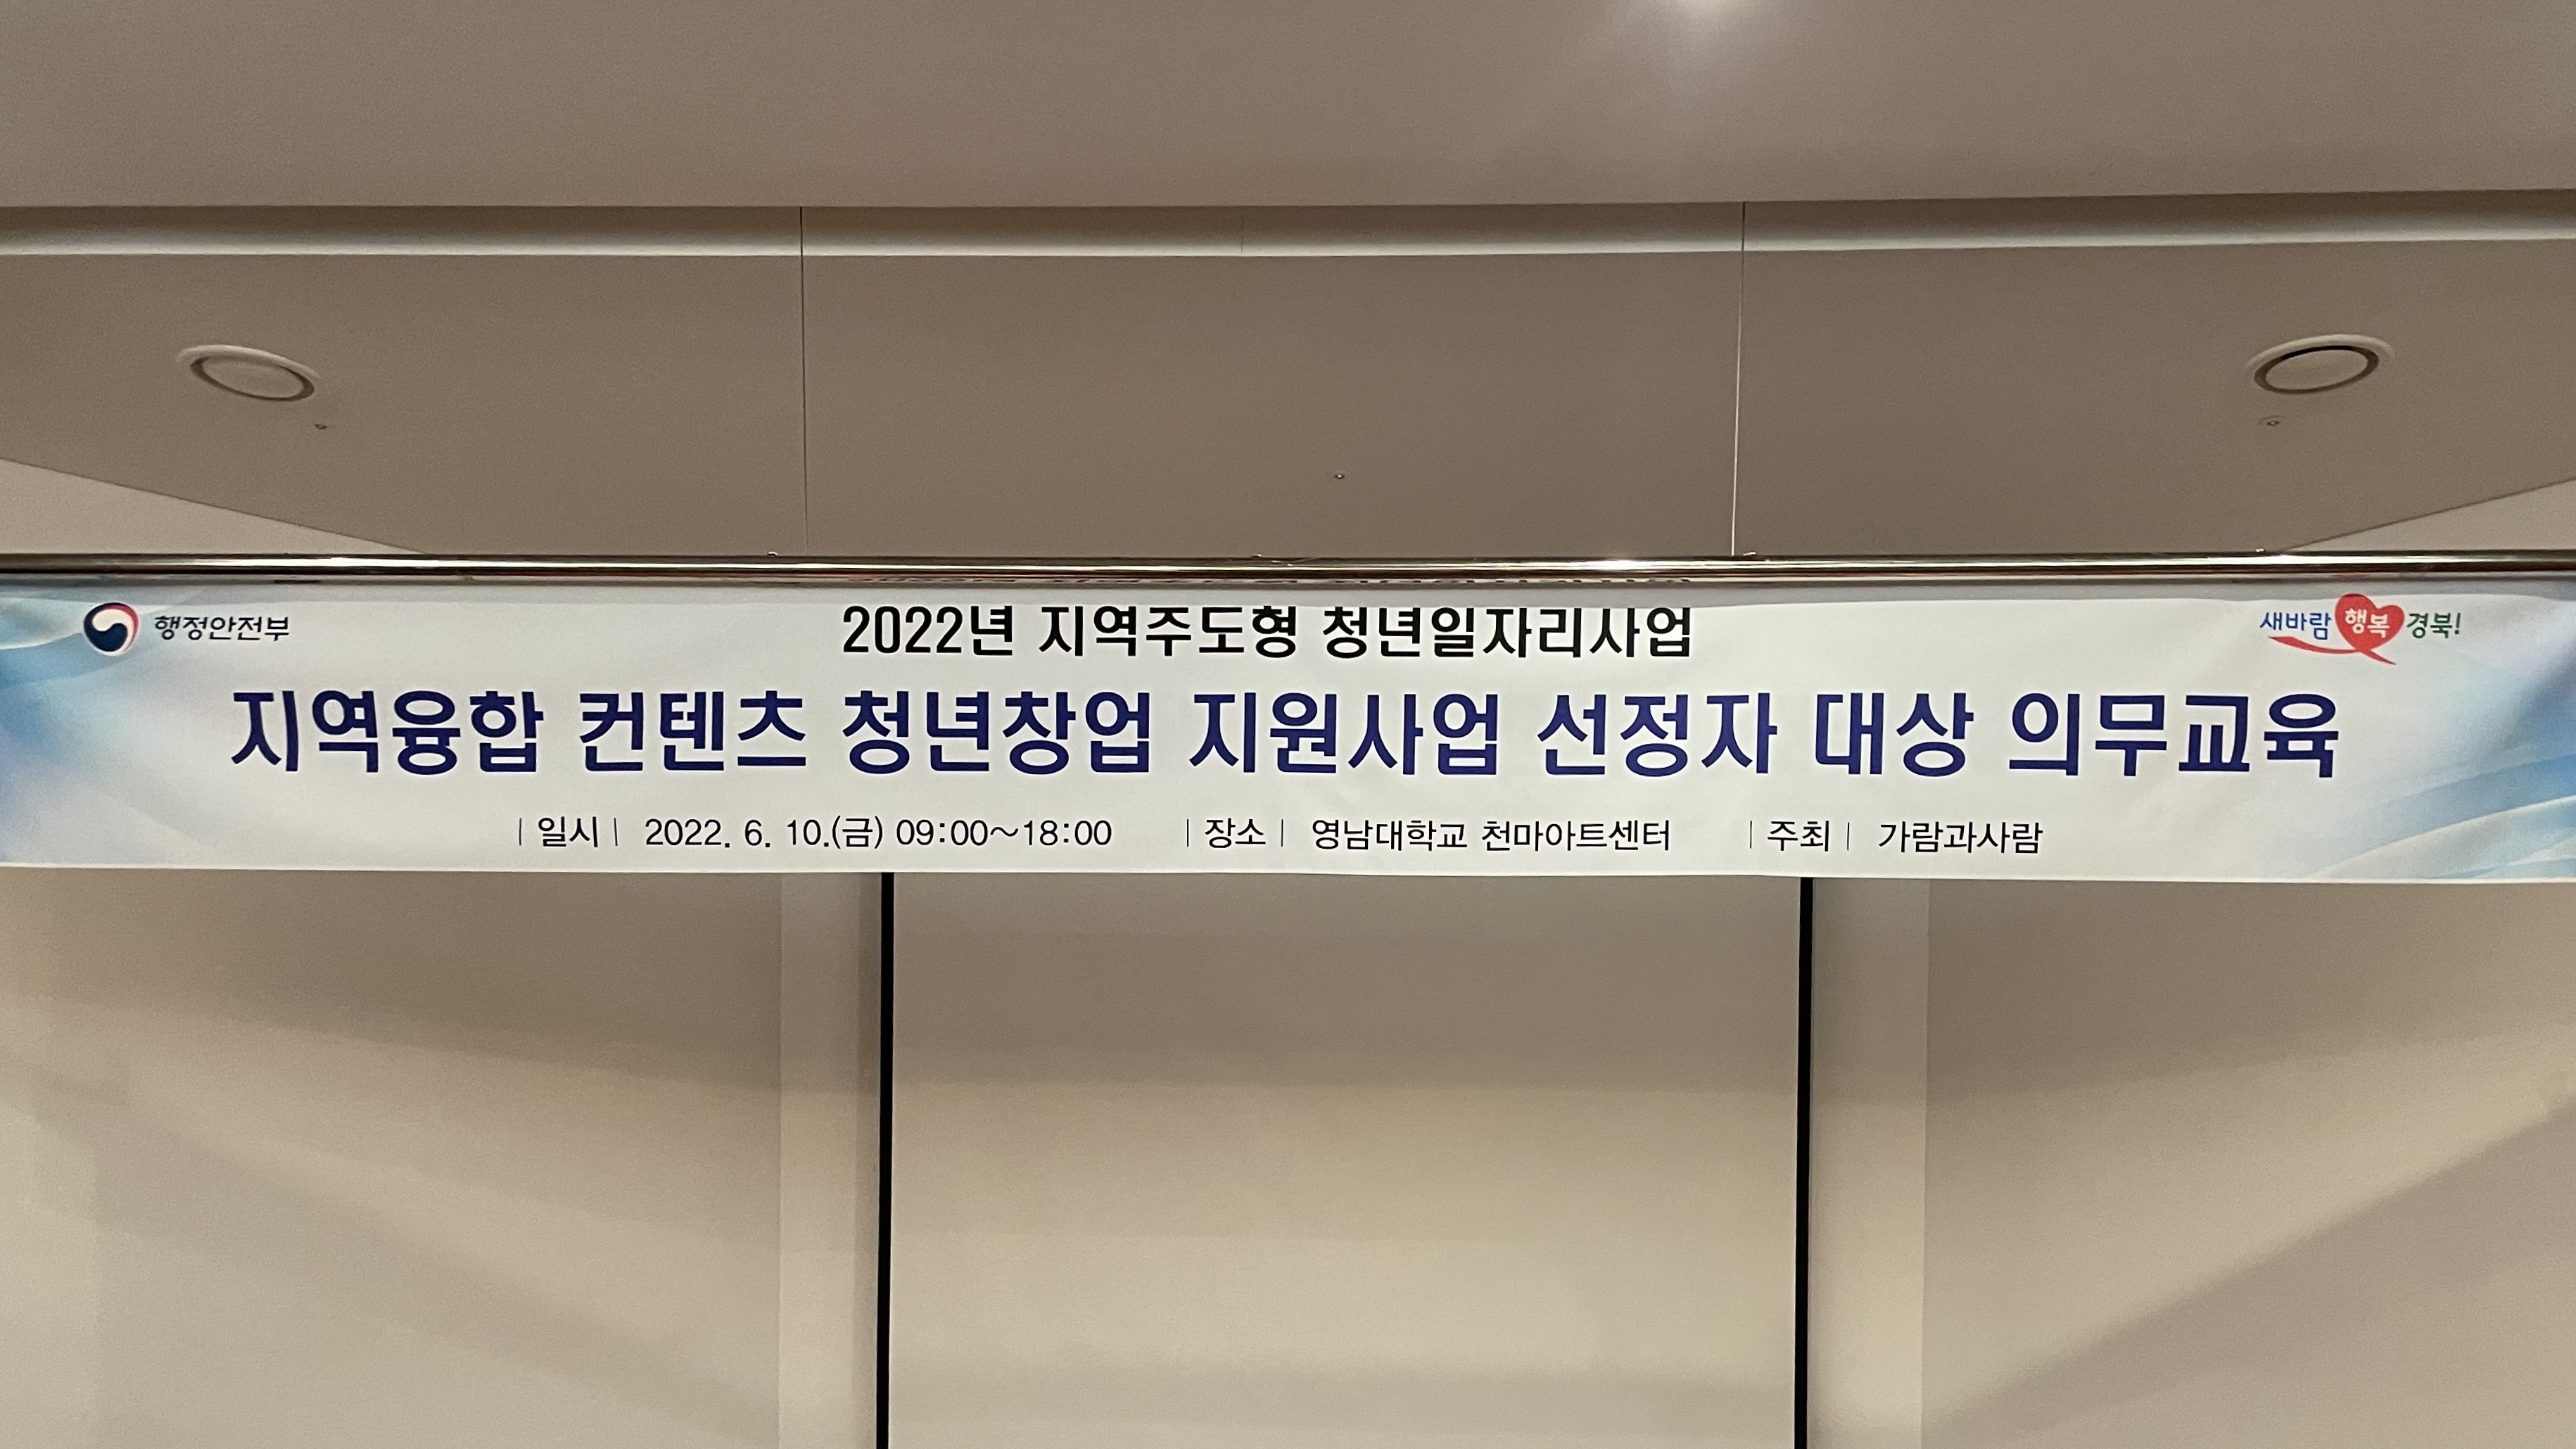 행정안전부
2022년 지역주도형 청년일자리사업
새바람 행복 경북!
지역융합 컨텐츠 청년창업 지원사업 선정자 대상 의무교육
| 일시 | 2022. 6. 10.(금) 09:00~18:00 | 장소 | 영남대학교 천마아트센터 | 주최 | 가람과사람